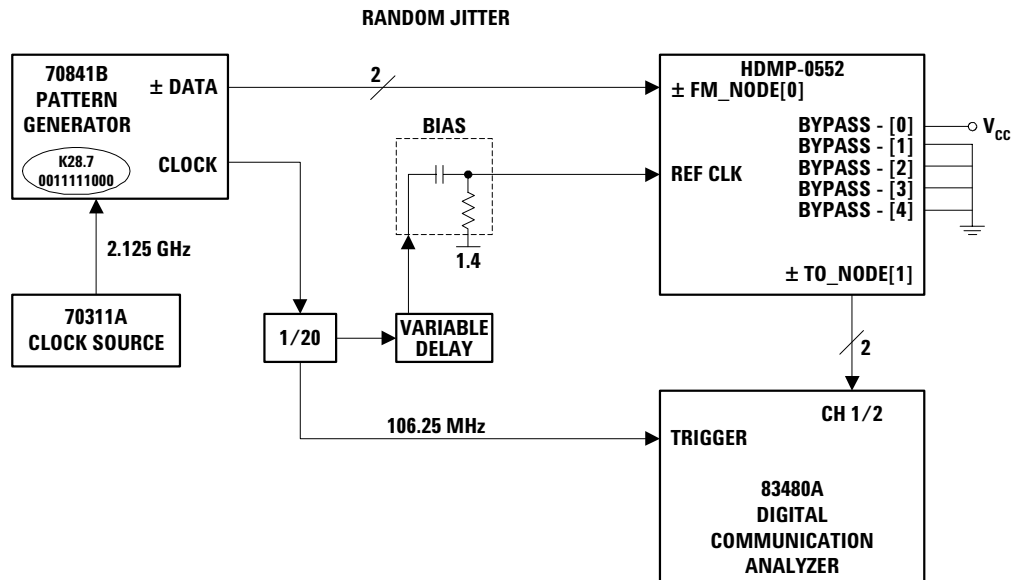 RANDOM JITTER
70841B
PATTERN
GENERATOR
± DATA
CLOCK
K28.7
0011111000
2
HDMP-0552
± FM_NODE[0]
BYPASS - [0]
BYPASS - [1]
BYPASS - [2]
BYPASS - [3]
BYPASS - [4]
VCC
REF CLK
± TO_NODE[1]
BIAS
1.4
2.125 GHz
70311A
CLOCK SOURCE
1/20
VARIABLE
DELAY
2
106.25 MHz
CH 1/2
TRIGGER
83480A
DIGITAL
COMMUNICATION
ANALYZER